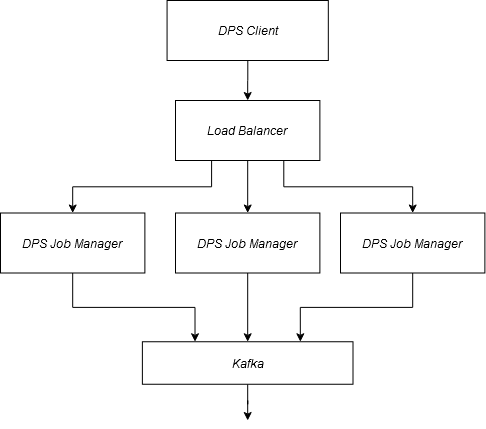 DPS Client
Load Balancer
DPS Job Manager
DPS Job Manager
DPS Job Manager
Kafka